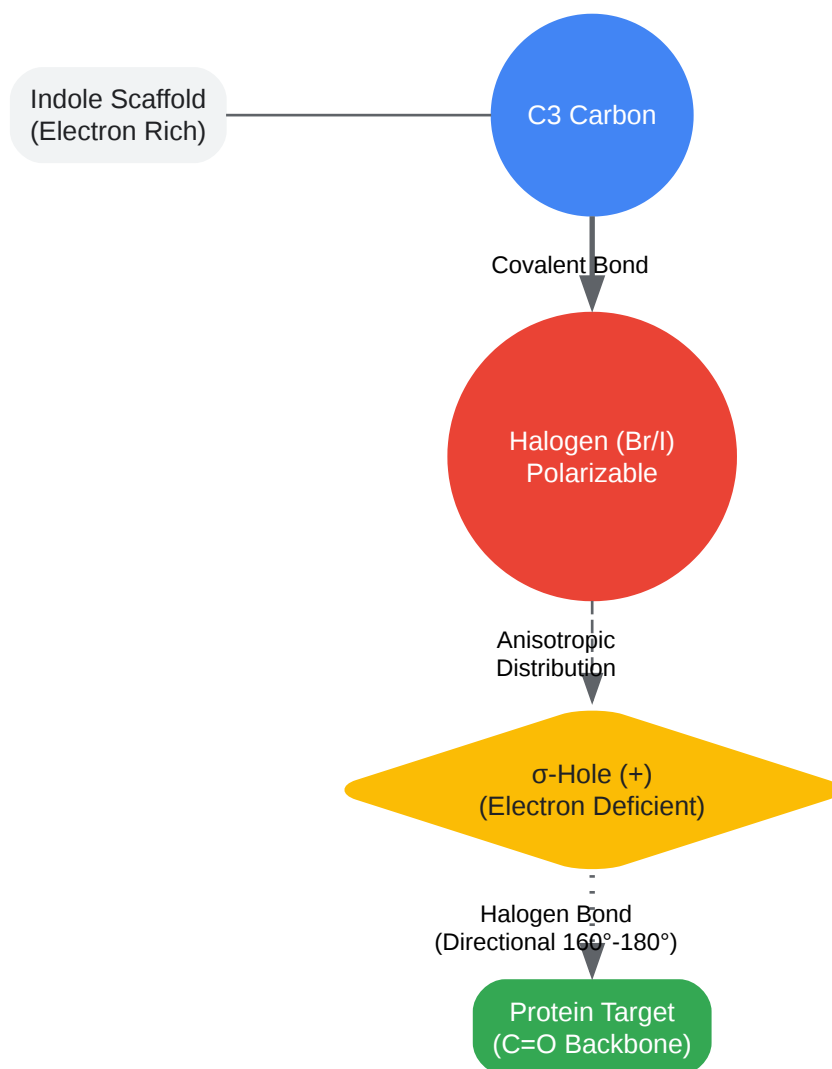 Indole Scaffold
(Electron Rich)
C3 Carbon
Covalent Bond
Halogen (Br/I)
Polarizable
Anisotropic
Distribution
σ-Hole (+)
(Electron Deficient)
Halogen Bond
(Directional 160°-180°)
Protein Target
(C=O Backbone)